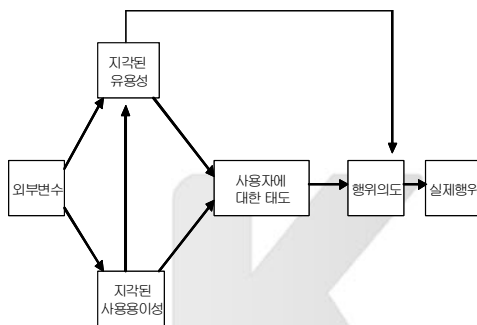 지각된
유용성
외부변수
사용자에
대한 태도
행위의도
실제행위
지각된
사용용이성